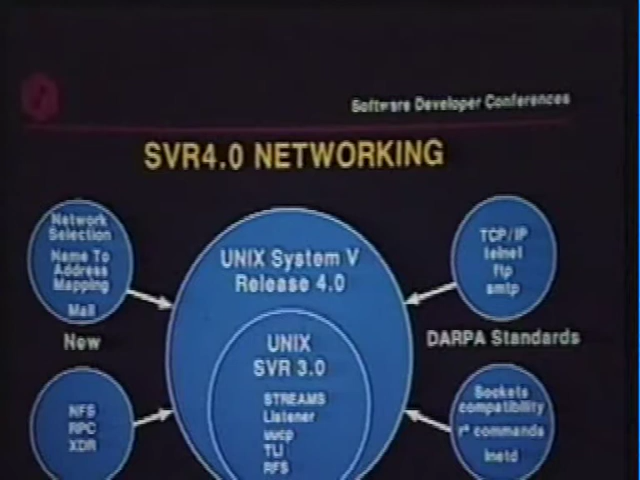 Software Developer Conferences
SVR4.0 NETWORKING
Network
Selection
Name To
Address
Mapping
Mail
New
UNIX System V
Release 4.0
UNIX
SVR 3.0
STREAMS
Listener
uucp
TLI
RFS
TCP/IP
telnet
ftp
smtp
DARPA Standards
NFS
RPC
XDR
Sockets
compatibility
r* commands
inetd